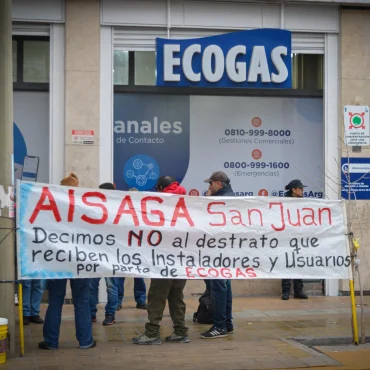 ECOGAS
anales
de Contacto
0810-999-8000
(Gestiones Comerciales)
0800-999-1600
(Emergencias)
AISAGA San Juan
Decimos NO al destrato que
reciben los Instaladores y Usuarios
por parte de ECOGAS